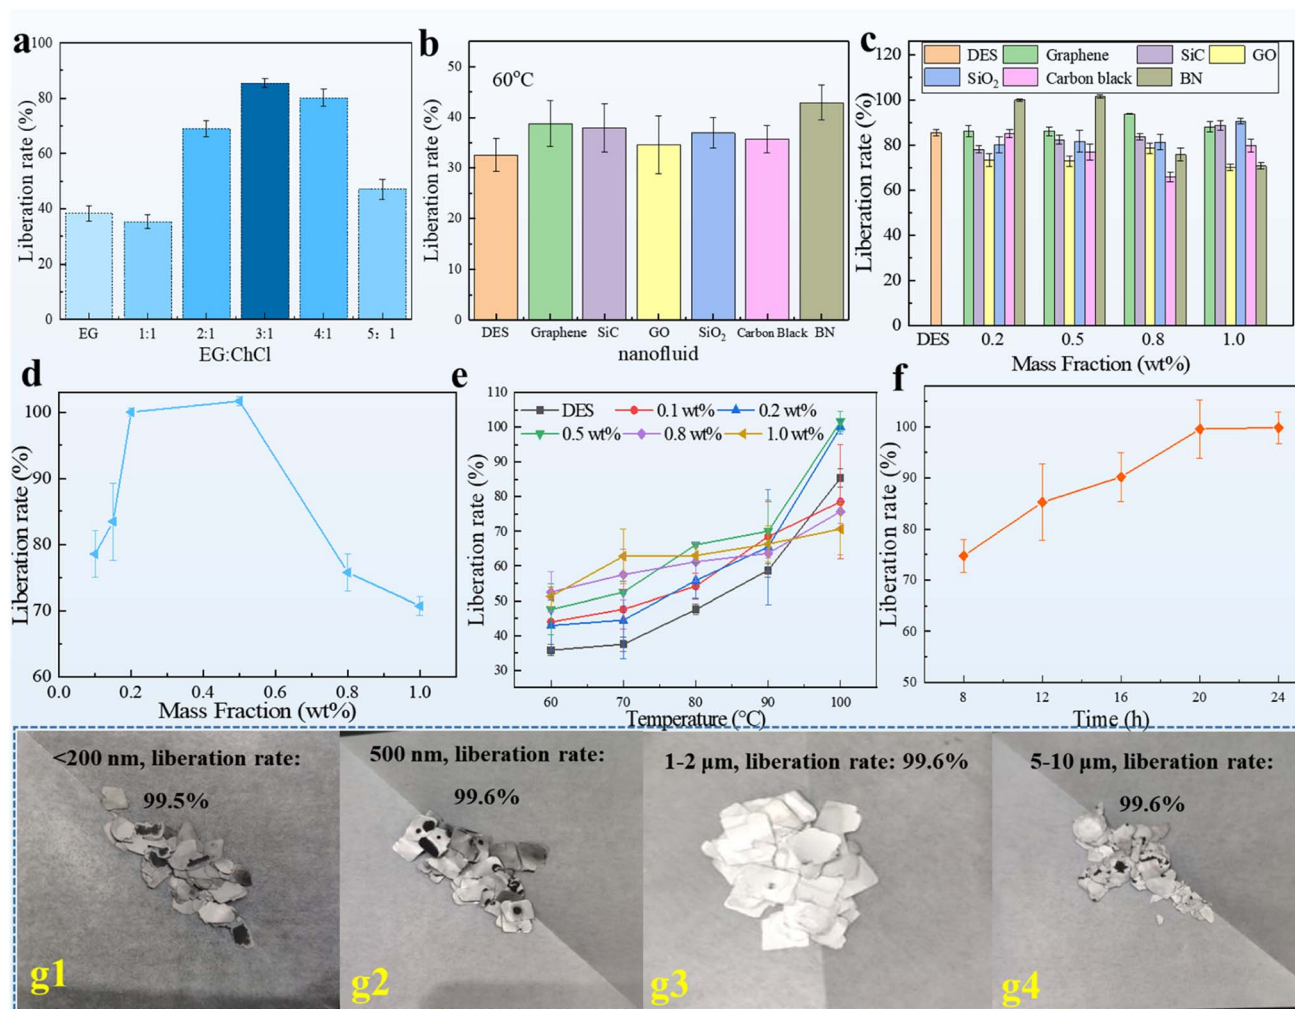 a
100
80
60
40
20
0
Liberation rate (%)
EG 1:1 2:1 3:1 4:1 5: 1
EG:ChCl
b
60°C
50
40
30
20
10
0
Liberation rate (%)
DES Graphene SiC GO SiO₂ Carbon Black BN
nanofluid
c
DES Graphene SiC GO
SiO₂ Carbon black BN
120
100
80
60
40
20
0
Liberation rate (%)
DES 0.2 0.5 0.8 1.0
Mass Fraction (wt%)
d
100
90
80
70
60
Liberation rate (%)
0.0 0.2 0.4 0.6 0.8 1.0
Mass Fraction (wt%)
e
DES 0.1 wt% 0.2 wt%
0.5 wt% 0.8 wt% 1.0 wt%
110
100
90
80
70
60
50
40
30
Liberation rate (%)
60 70 80 90 100
Temperature (°C)
f
100
90
80
70
60
50
Liberation rate (%)
8 12 16 20 24
Time (h)
<200 nm, liberation rate:
99.5%
g1
500 nm, liberation rate:
99.6%
g2
1-2 μm, liberation rate: 99.6%
g3
5-10 μm, liberation rate:
99.6%
g4